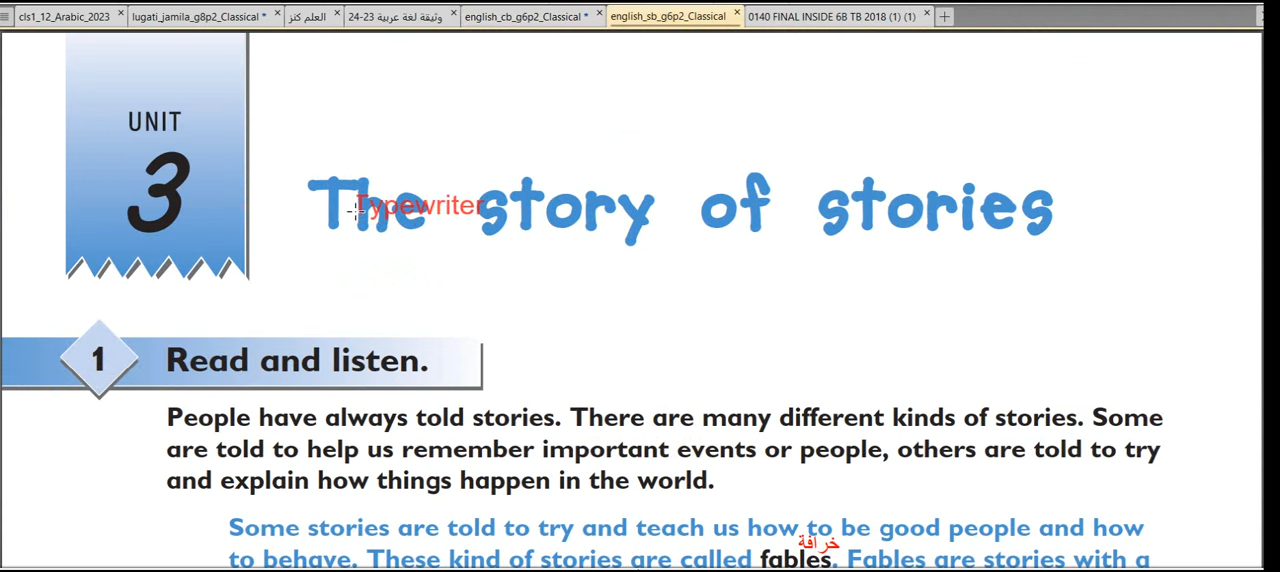 cls1_12_Arabic_2023
lugati_jamila_g8p2_Classical *
العلم كنز
وثيقة لغة عربية 23-24
english_cb_g6p2_Classical *
english_sb_g6p2_Classical
0140 FINAL INSIDE 6B TB 2018 (1) (1)
UNIT
3
The story of stories
Typewriter
1 Read and listen.
People have always told stories. There are many different kinds of stories. Some
are told to help us remember important events or people, others are told to try
and explain how things happen in the world.
Some stories are told to try and teach us how to be good people and how
خرافة
to behave. These kind of stories are called fables. Fables are stories with a